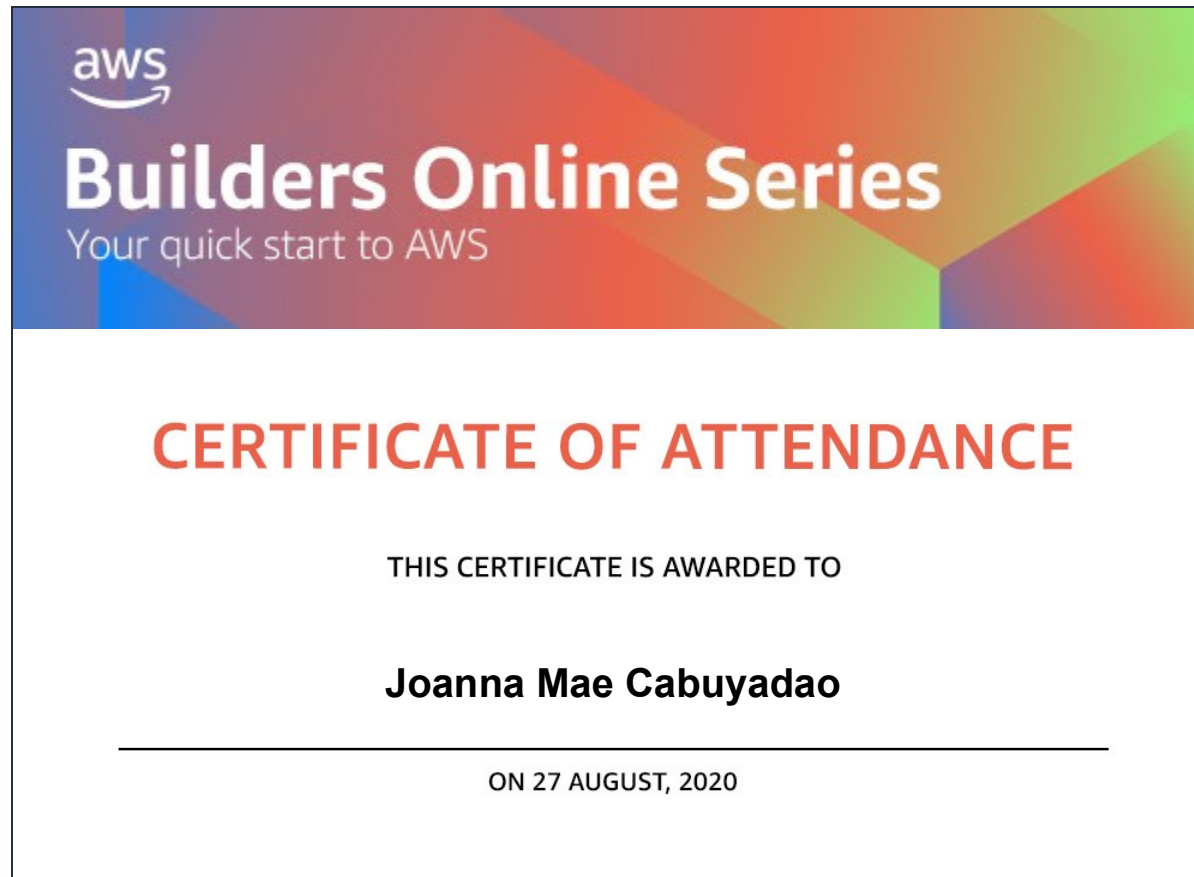 aws
Builders Online Series
Your quick start to AWS
CERTIFICATE OF ATTENDANCE
THIS CERTIFICATE IS AWARDED TO
Joanna Mae Cabuyadao
ON 27 AUGUST, 2020